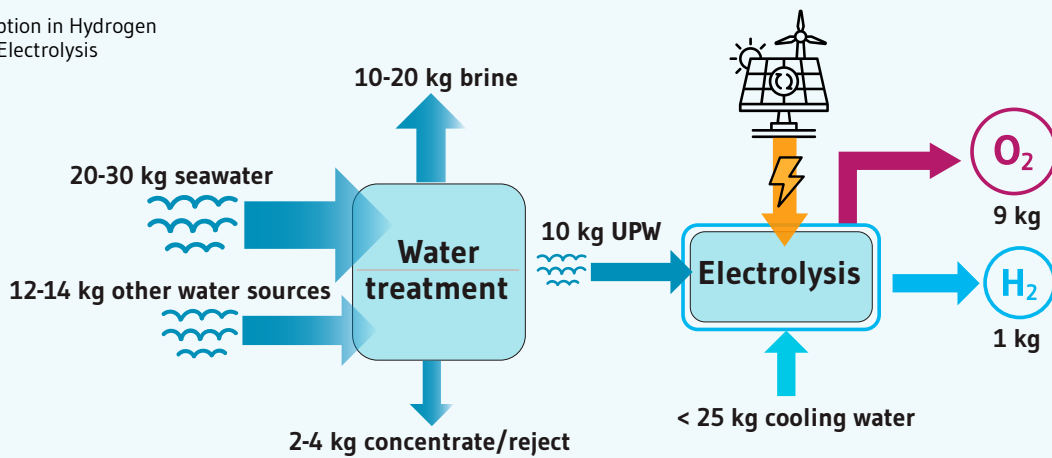 in Hydrogen
Electrolysis
10-20 kg brine
20-30 kg seawater
12-14 kg other water sources
Water
treatment
2-4 kg concentrate/reject
10 kg UPW
Electrolysis
< 25 kg cooling water
O₂
9 kg
H₂
1 kg